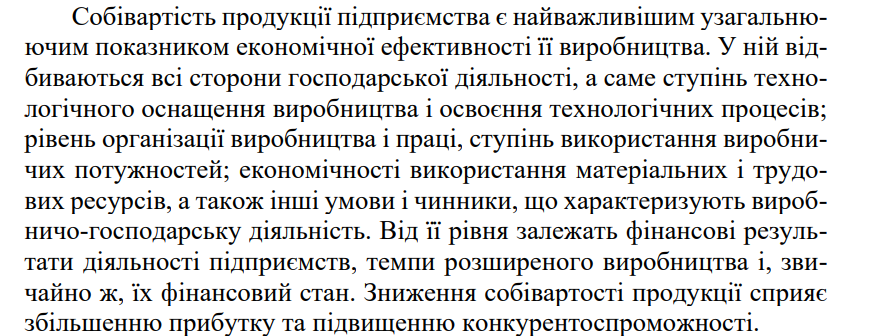 Собівартість продукції підприємства є найважливішим узагальню-
ючим показником економічної ефективності її виробництва. У ній від-
биваються всі сторони господарської діяльності, а саме ступінь техно-
логічного оснащення виробництва і освоєння технологічних процесів;
рівень організації виробництва і праці, ступінь використання виробни-
чих потужностей; економічності використання матеріальних і трудо-
вих ресурсів, а також інші умови і чинники, що характеризують вироб-
ничо-господарську діяльність. Від її рівня залежать фінансові резуль-
тати діяльності підприємств, темпи розширеного виробництва і, зви-
чайно ж, їх фінансовий стан. Зниження собівартості продукції сприяє
збільшенню прибутку та підвищенню конкурентоспроможності.